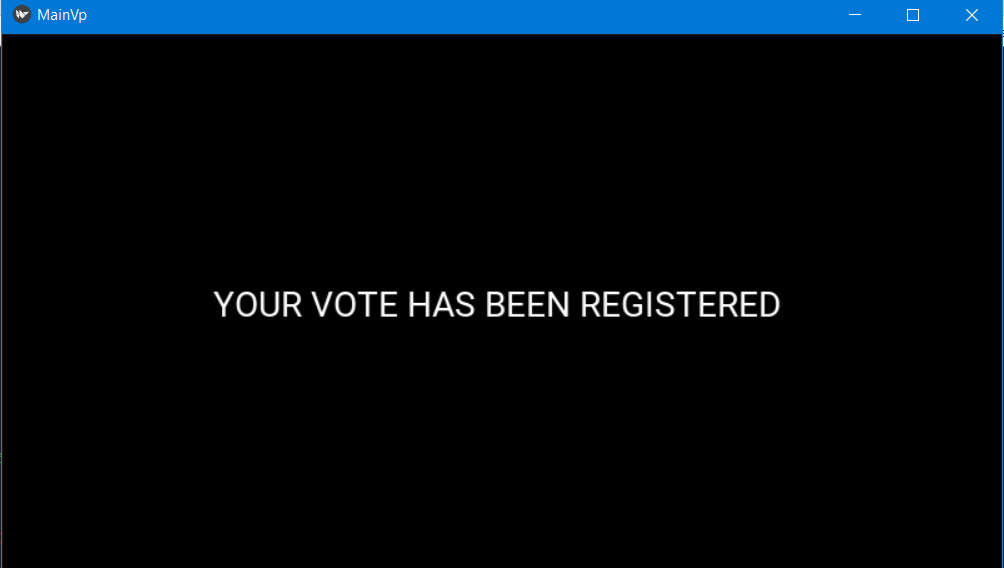 MainVp
YOUR VOTE HAS BEEN REGISTERED